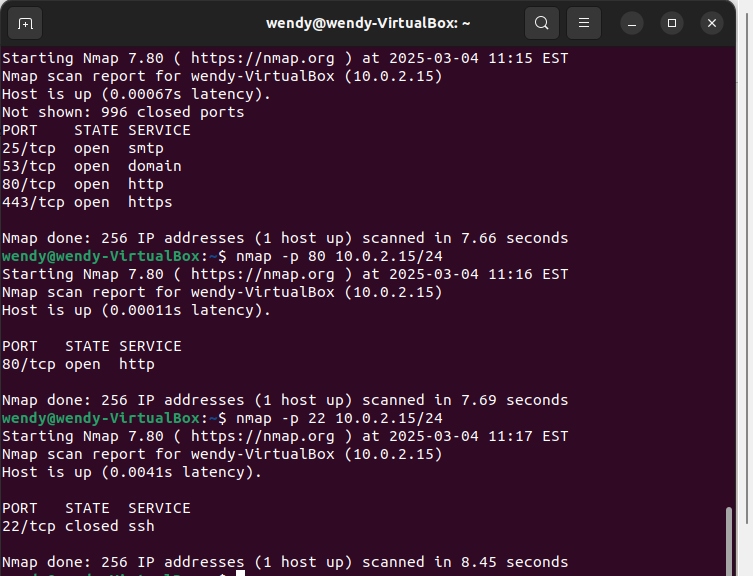 wendy@wendy-VirtualBox: ~
Starting Nmap 7.80 ( https://nmap.org ) at 2025-03-04 11:15 EST
Nmap scan report for wendy-VirtualBox (10.0.2.15)
Host is up (0.00067s latency).
Not shown: 996 closed ports
PORT    STATE SERVICE
25/tcp  open  smtp
53/tcp  open  domain
80/tcp  open  http
443/tcp open  https
Nmap done: 256 IP addresses (1 host up) scanned in 7.66 seconds
wendy@wendy-VirtualBox:~$ nmap -p 80 10.0.2.15/24
Starting Nmap 7.80 ( https://nmap.org ) at 2025-03-04 11:16 EST
Nmap scan report for wendy-VirtualBox (10.0.2.15)
Host is up (0.00011s latency).
PORT   STATE SERVICE
80/tcp open  http
Nmap done: 256 IP addresses (1 host up) scanned in 7.69 seconds
wendy@wendy-VirtualBox:~$ nmap -p 22 10.0.2.15/24
Starting Nmap 7.80 ( https://nmap.org ) at 2025-03-04 11:17 EST
Nmap scan report for wendy-VirtualBox (10.0.2.15)
Host is up (0.0041s latency).
PORT   STATE  SERVICE
22/tcp closed ssh
Nmap done: 256 IP addresses (1 host up) scanned in 8.45 seconds
wendy@wendy-VirtualBox:~$